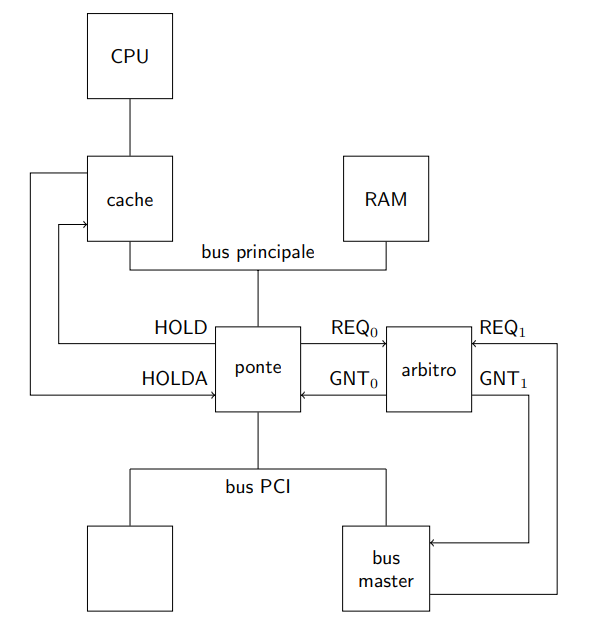 CPU
cache
RAM
bus principale
HOLD
REQ₀
REQ₁
ponte
arbitro
HOLDA
GNT₀
GNT₁
bus PCI
bus
master